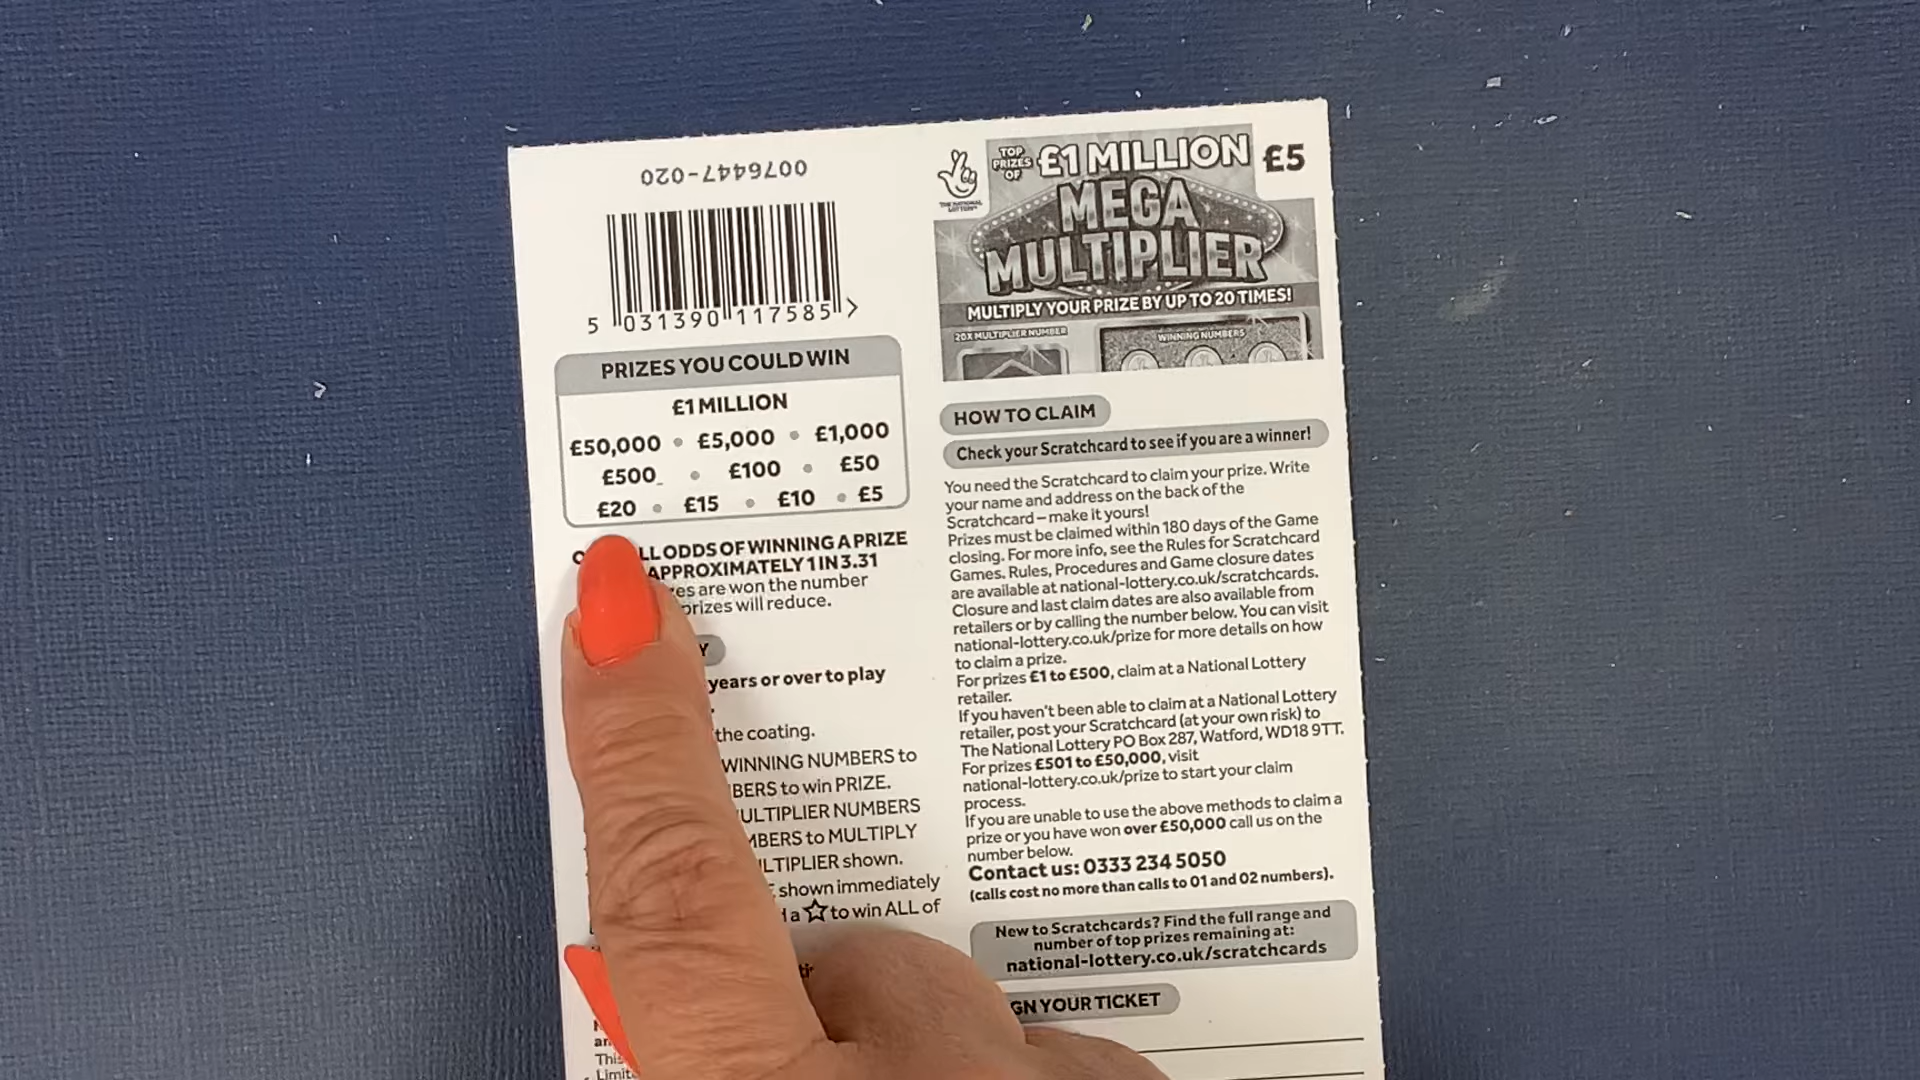 0076447-020
5 031390 117585 >
PRIZES YOU COULD WIN
£1 MILLION
£50,000 • £5,000 • £1,000
£500 • £100 • £50
£20 • £15 • £10 • £5
LL ODDS OF WINNING A PRIZE
APPROXIMATELY 1 IN 3.31
es are won the number
prizes will reduce.
Y
years or over to play
the coating.
WINNING NUMBERS to
BERS to win PRIZE.
ULTIPLIER NUMBERS
MBERS to MULTIPLY
LTIPLIER shown.
shown immediately
a ☆ to win ALL of
an
This
Limit
THE NATIONAL
LOTTERY
TOP
PRIZES
OF
£1 MILLION
£5
MEGA
MULTIPLIER
MULTIPLY YOUR PRIZE BY UP TO 20 TIMES!
20X MULTIPLIER NUMBER
WINNING NUMBERS
HOW TO CLAIM
Check your Scratchcard to see if you are a winner!
You need the Scratchcard to claim your prize. Write
your name and address on the back of the
Scratchcard – make it yours!
Prizes must be claimed within 180 days of the Game
closing. For more info, see the Rules for Scratchcard
Games. Rules, Procedures and Game closure dates
are available at national-lottery.co.uk/scratchcards.
Closure and last claim dates are also available from
retailers or by calling the number below. You can visit
national-lottery.co.uk/prize for more details on how
to claim a prize.
For prizes £1 to £500, claim at a National Lottery
retailer.
If you haven't been able to claim at a National Lottery
retailer, post your Scratchcard (at your own risk) to
The National Lottery PO Box 287, Watford, WD18 9TT.
For prizes £501 to £50,000, visit
national-lottery.co.uk/prize to start your claim
process.
If you are unable to use the above methods to claim a
prize or you have won over £50,000 call us on the
number below.
Contact us: 0333 234 5050
(calls cost no more than calls to 01 and 02 numbers).
New to Scratchcards? Find the full range and
number of top prizes remaining at:
national-lottery.co.uk/scratchcards
GN YOUR TICKET